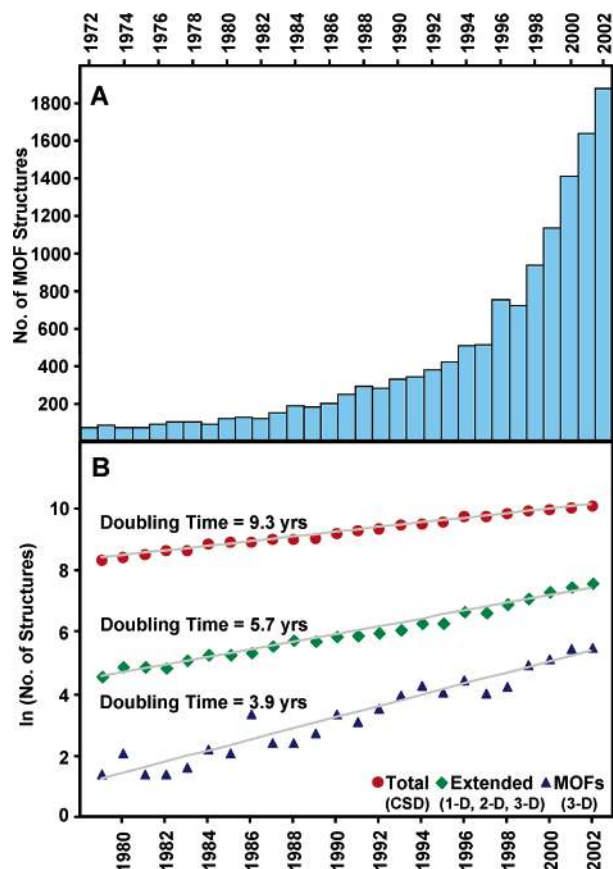 1972 1974 1976 1978 1980 1982 1984 1986 1988 1990 1992 1994 1996 1998 2000 2002
A
No. of MOF Structures
1800
1600
1400
1200
1000
800
600
400
200
B
ln (No. of Structures)
10
8
6
4
2
0
Doubling Time = 9.3 yrs
Doubling Time = 5.7 yrs
Doubling Time = 3.9 yrs
Total Extended MOFs
(CSD) (1-D, 2-D, 3-D) (3-D)
1980 1982 1984 1986 1988 1990 1992 1994 1996 1998 2000 2002